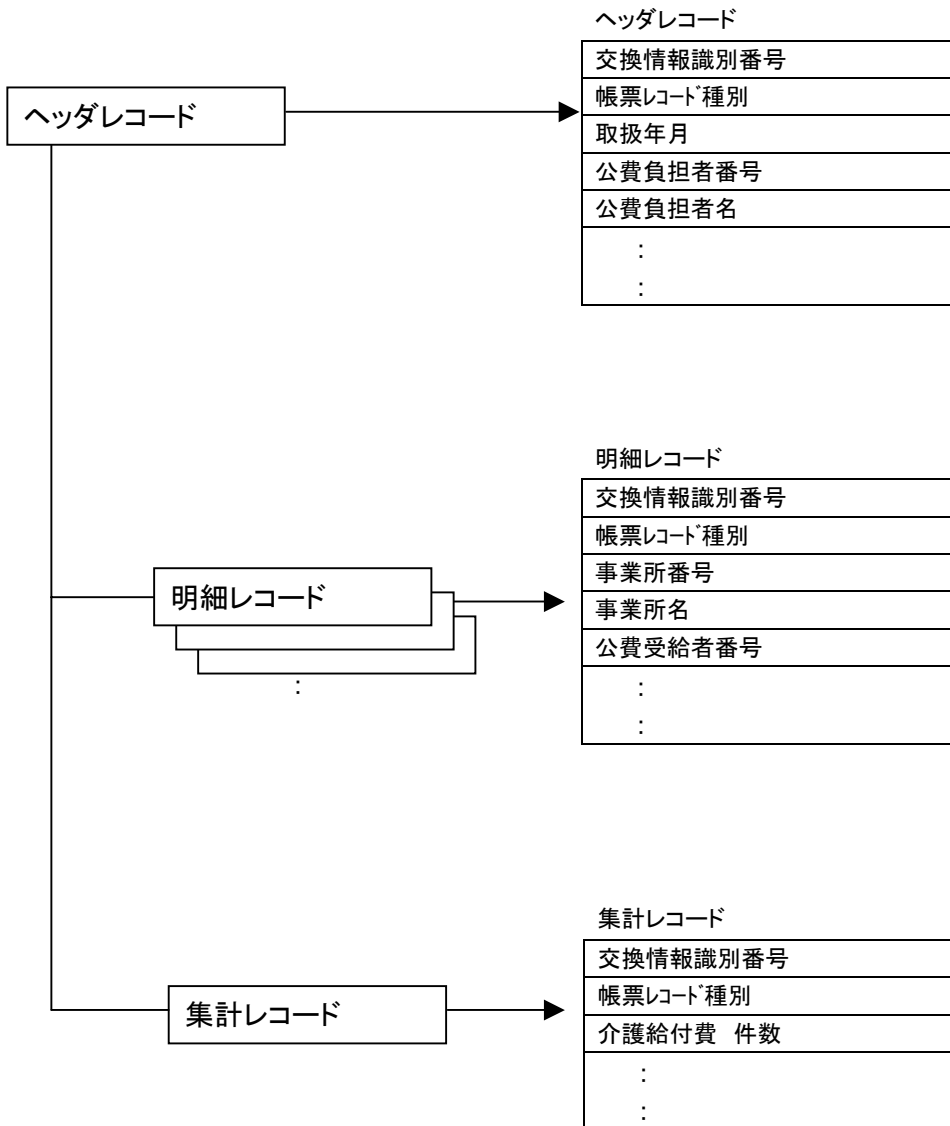 ヘッダレコード
ヘッダレコード
交換情報識別番号
帳票ﾚｺｰﾄﾞ種別
取扱年月
公費負担者番号
公費負担者名
:
:
明細レコード
:
明細レコード
交換情報識別番号
帳票ﾚｺｰﾄﾞ種別
事業所番号
事業所名
公費受給者番号
:
:
集計レコード
集計レコード
交換情報識別番号
帳票ﾚｺｰﾄﾞ種別
介護給付費　件数
:
: